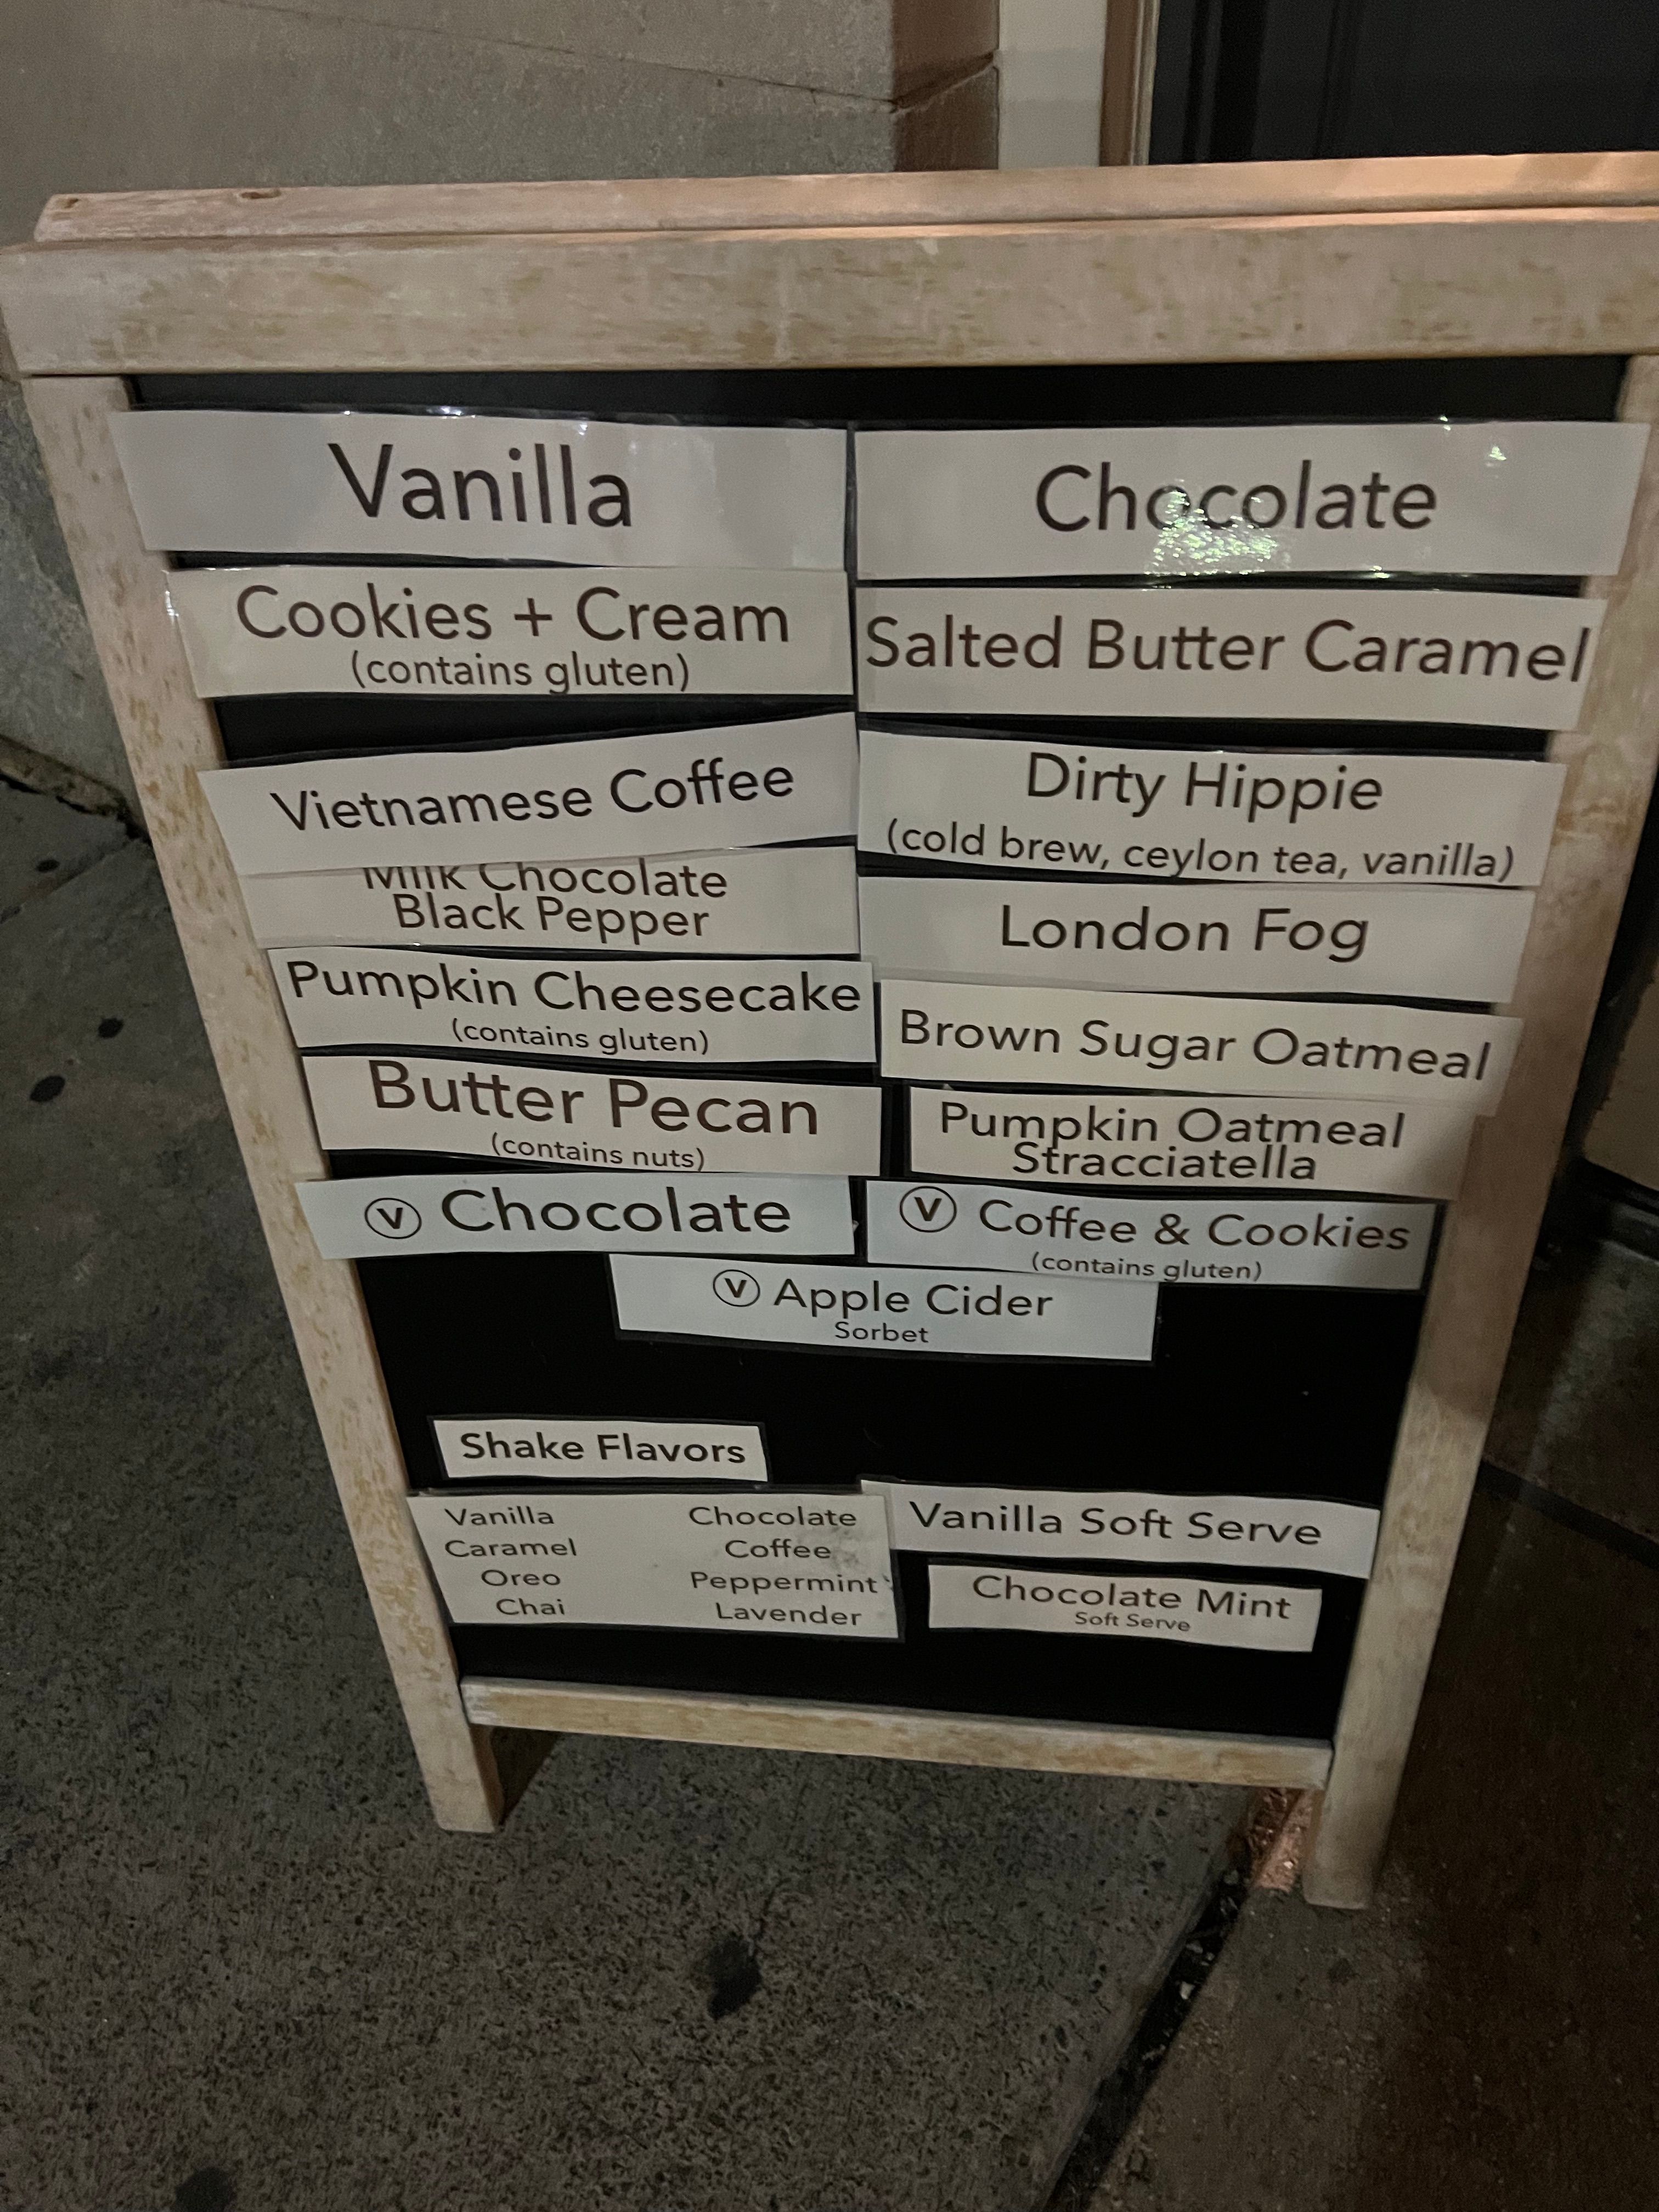 Vanilla
Chocolate
Cookies + Cream
(contains gluten)
Salted Butter Caramel
Vietnamese Coffee
Dirty Hippie
(cold brew, ceylon tea, vanilla)
Milk Chocolate
Black Pepper
London Fog
Pumpkin Cheesecake
(contains gluten)
Brown Sugar Oatmeal
Butter Pecan
(contains nuts)
Pumpkin Oatmeal
Stracciatella
Ⓥ Chocolate
Ⓥ Coffee & Cookies
(contains gluten)
Ⓥ Apple Cider
Sorbet
Shake Flavors
Vanilla
Caramel
Oreo
Chai
Chocolate
Coffee
Peppermint
Lavender
Vanilla Soft Serve
Chocolate Mint
Soft Serve